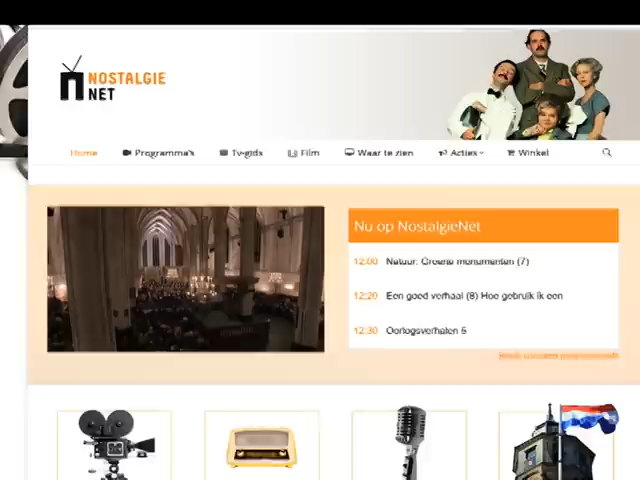 NOSTALGIE
NET
Home Programma's Tv-gids Film Waar te zien Acties Winkel
Nu op NostalgieNet
12:00 Natuur: Groene monumenten (7)
12:20 Een goed verhaal (8) Hoe gebruik ik een
12:30 Oorlogsverhalen 6